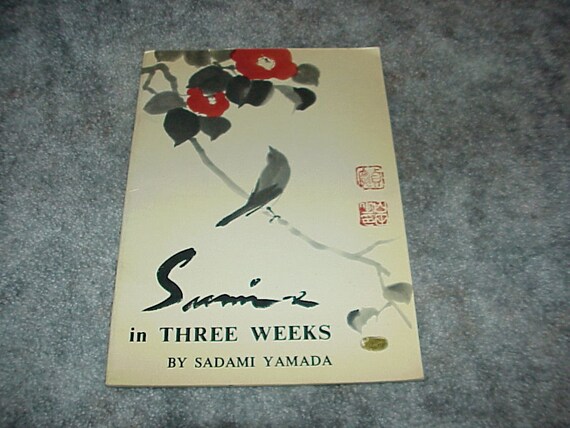 Sumi-e
in THREE WEEKS
BY SADAMI YAMADA